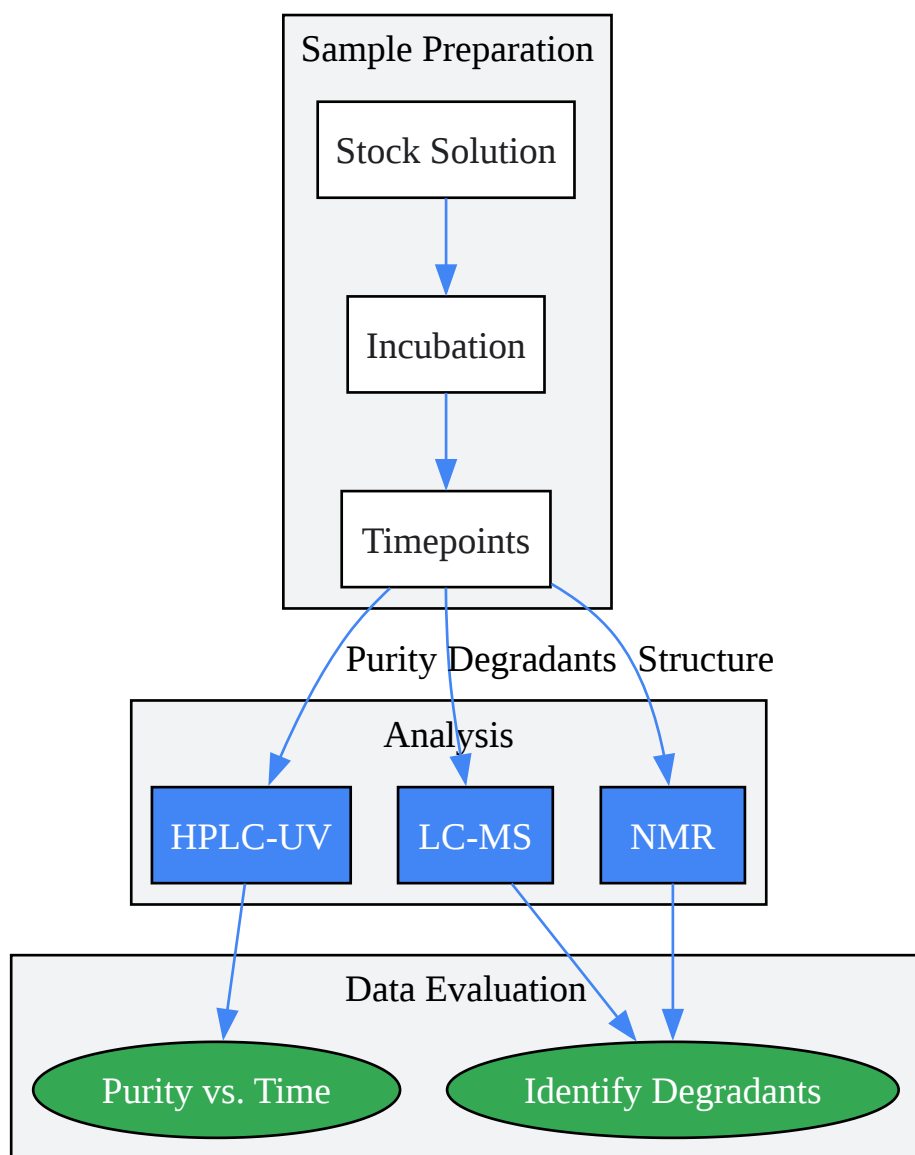 Sample Preparation
Stock Solution
Incubation
Timepoints
Purity
Degradants
Structure
Analysis
HPLC-UV
LC-MS
NMR
Data Evaluation
Purity vs. Time
Identify Degradants